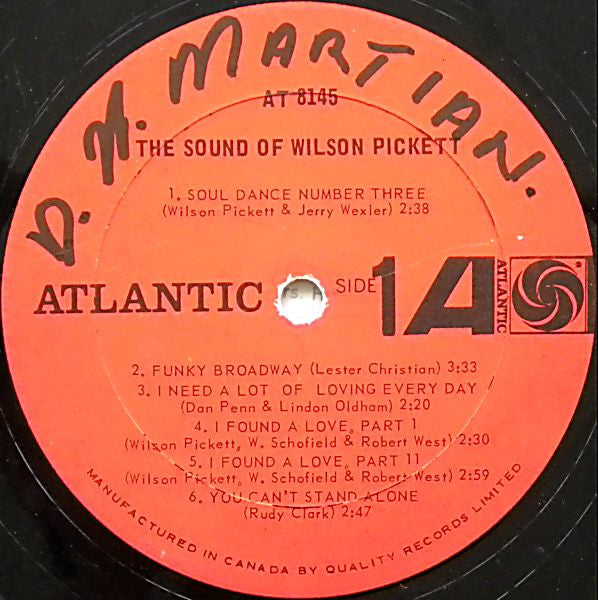 D. W. MARTIAN.
AT 8145
THE SOUND OF WILSON PICKETT
1. SOUL DANCE NUMBER THREE
(Wilson Pickett & Jerry Wexler) 2:38
ATLANTIC
SIDE 1
A
ATLANTIC
®
2. FUNKY BROADWAY (Lester Christian) 3:33
3. I NEED A LOT OF LOVING EVERY DAY
(Dan Penn & Lindon Oldham) 2:20
4. I FOUND A LOVE, PART 1
(Wilson Pickett, W. Schofield & Robert West) 2:30
5. I FOUND A LOVE, PART 11
(Wilson Pickett, W. Schofield & Robert West) 2:59
6. YOU CAN'T STAND ALONE
(Rudy Clark) 2:47
MANUFACTURED IN CANADA BY QUALITY RECORDS LIMITED